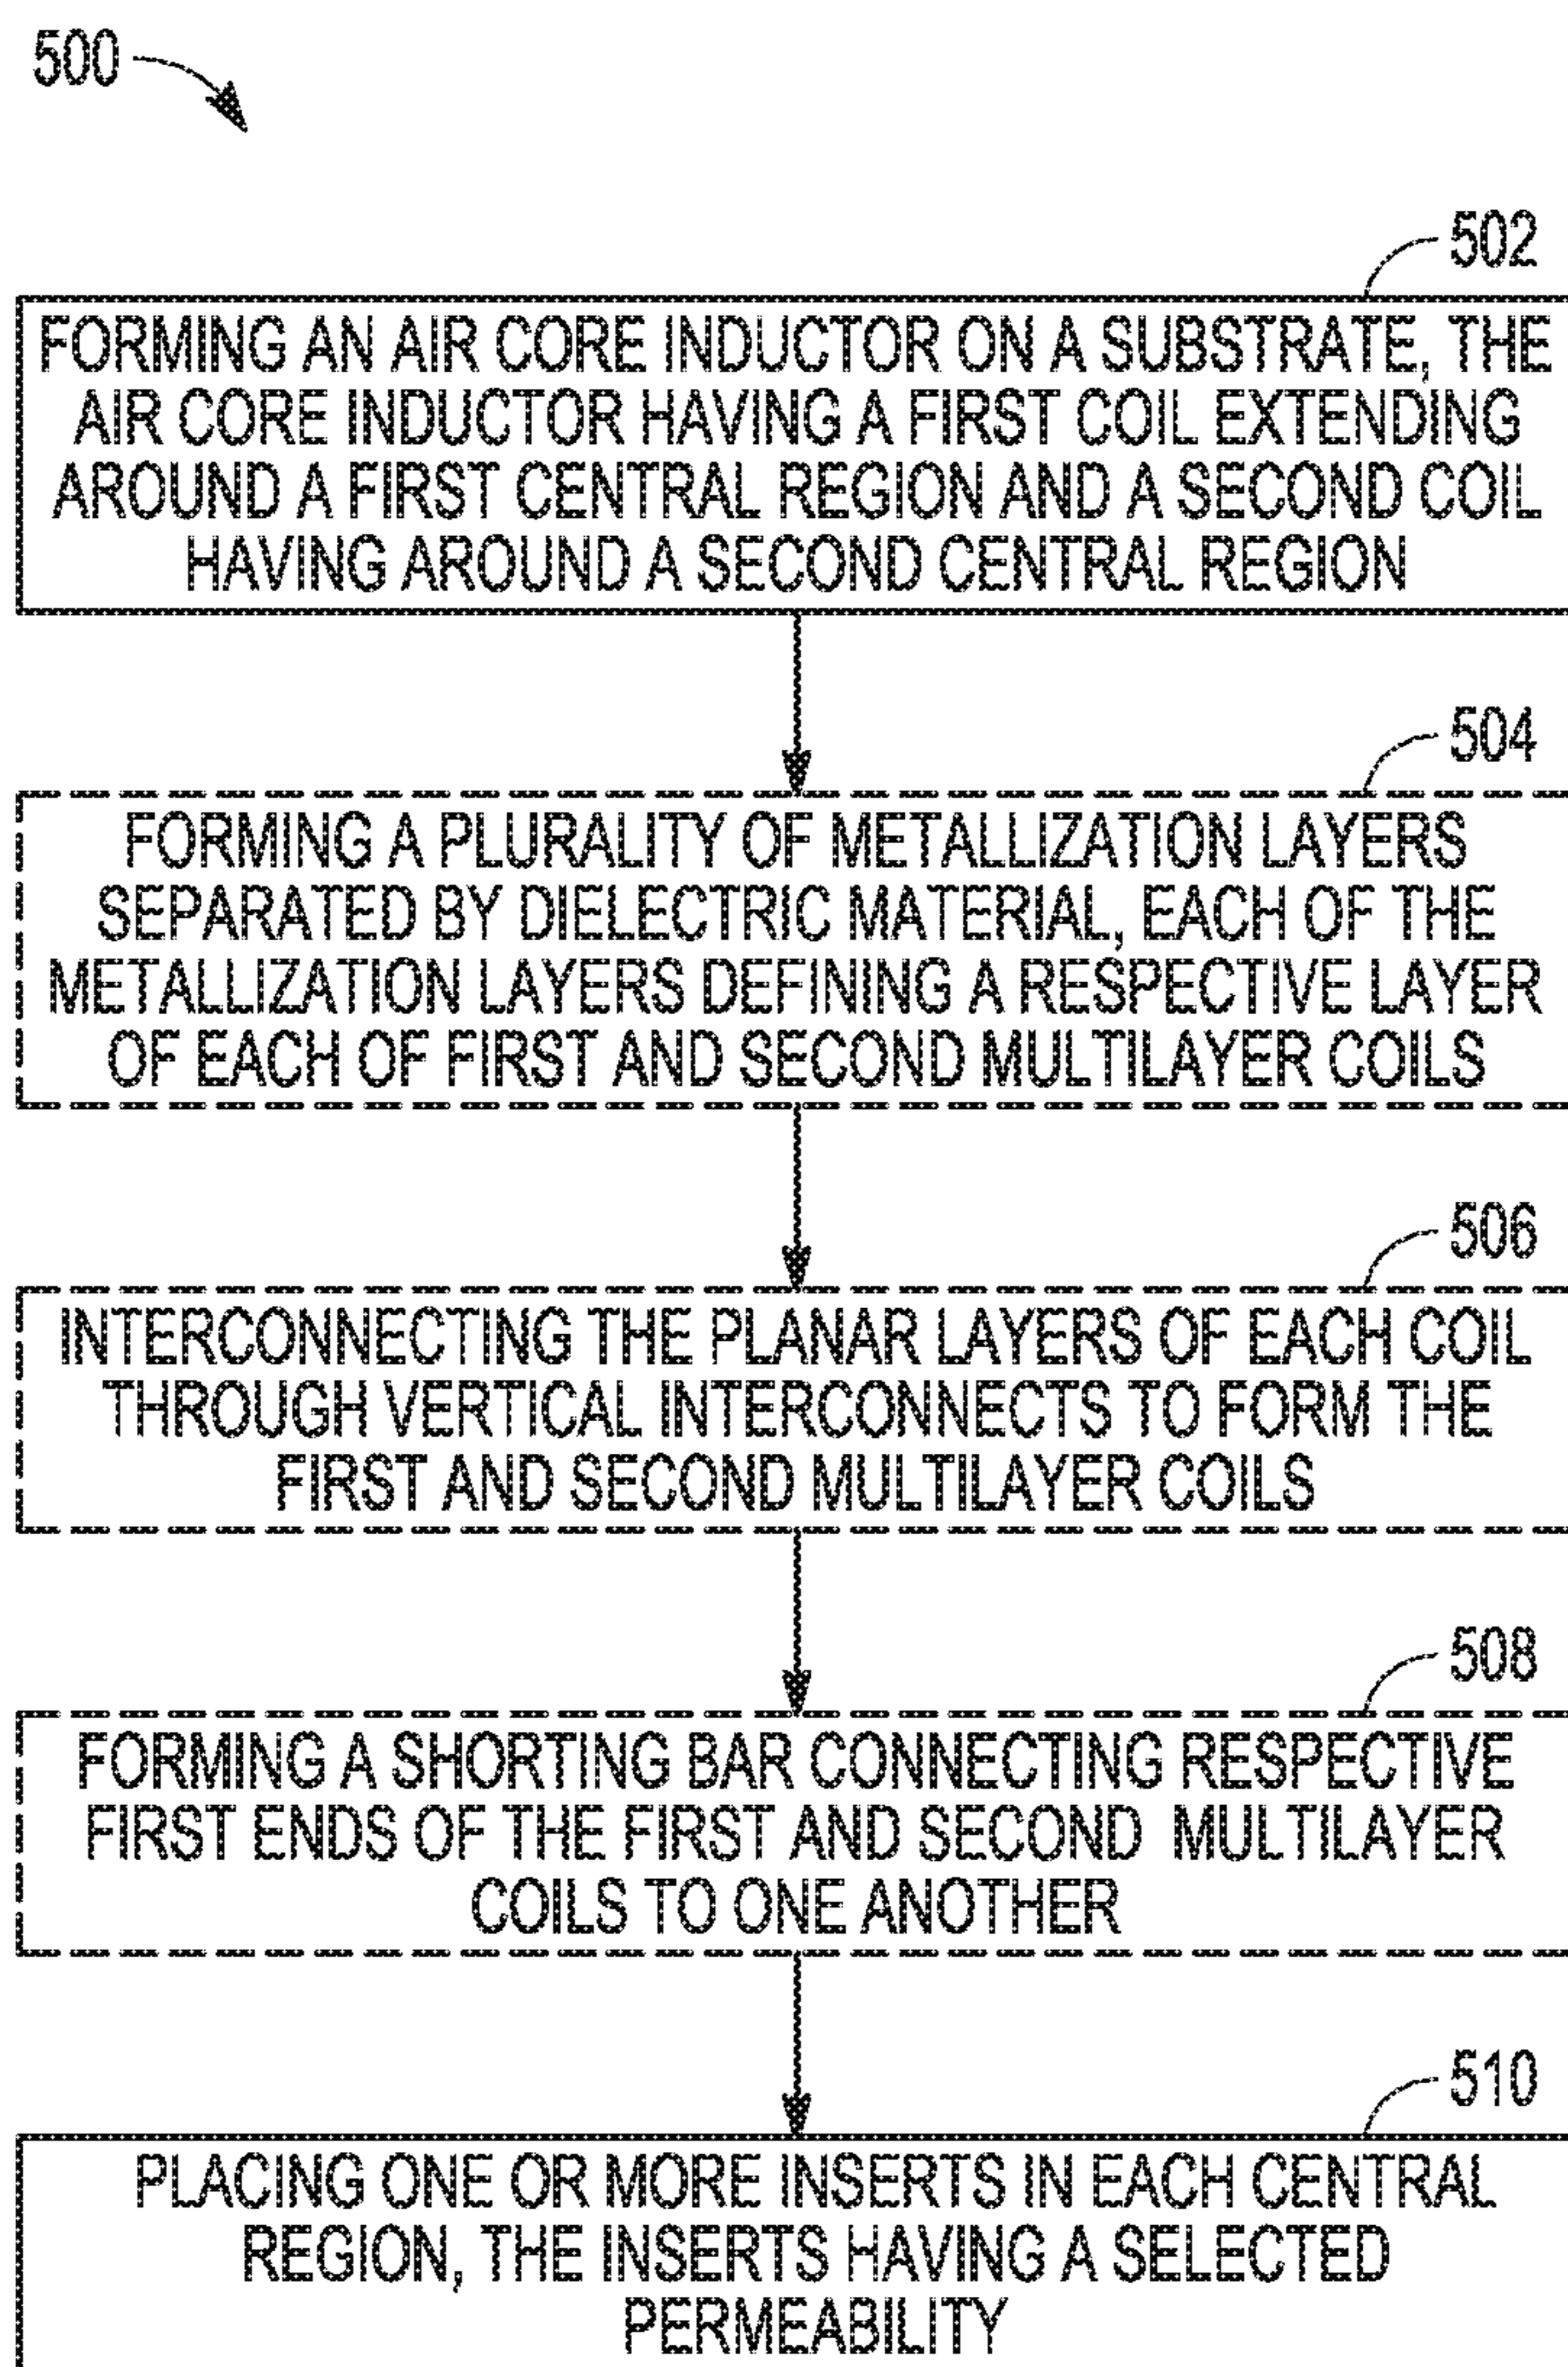 500
502
FORMING AN AIR CORE INDUCTOR ON A SUBSTRATE, THE
AIR CORE INDUCTOR HAVING A FIRST COIL EXTENDING
AROUND A FIRST CENTRAL REGION AND A SECOND COIL
HAVING AROUND A SECOND CENTRAL REGION
504
FORMING A PLURALITY OF METALLIZATION LAYERS
SEPARATED BY DIELECTRIC MATERIAL, EACH OF THE
METALLIZATION LAYERS DEFINING A RESPECTIVE LAYER
OF EACH OF FIRST AND SECOND MULTILAYER COILS
506
INTERCONNECTING THE PLANAR LAYERS OF EACH COIL
THROUGH VERTICAL INTERCONNECTS TO FORM THE
FIRST AND SECOND MULTILAYER COILS
508
FORMING A SHORTING BAR CONNECTING RESPECTIVE
FIRST ENDS OF THE FIRST AND SECOND MULTILAYER
COILS TO ONE ANOTHER
510
PLACING ONE OR MORE INSERTS IN EACH CENTRAL
REGION, THE INSERTS HAVING A SELECTED
PERMEABILITY